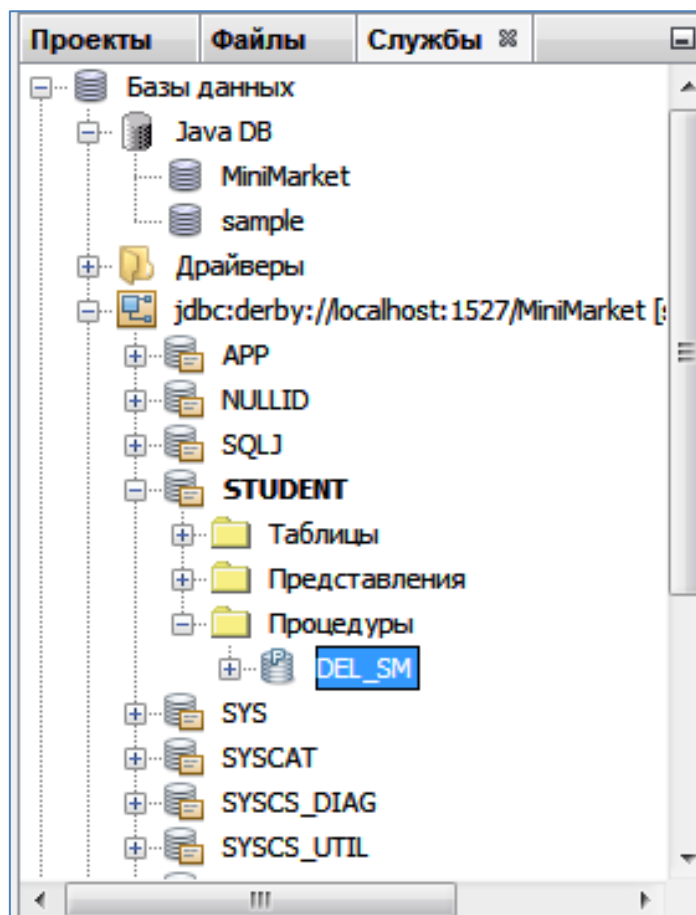 Проекты Файлы Службы
Базы данных
Java DB
MiniMarket
sample
Драйверы
jdbc:derby://localhost:1527/MiniMarket [
APP
NULLID
SQLJ
STUDENT
Таблицы
Представления
Процедуры
DEL_SM
SYS
SYSCAT
SYSCS_DIAG
SYSCS_UTIL